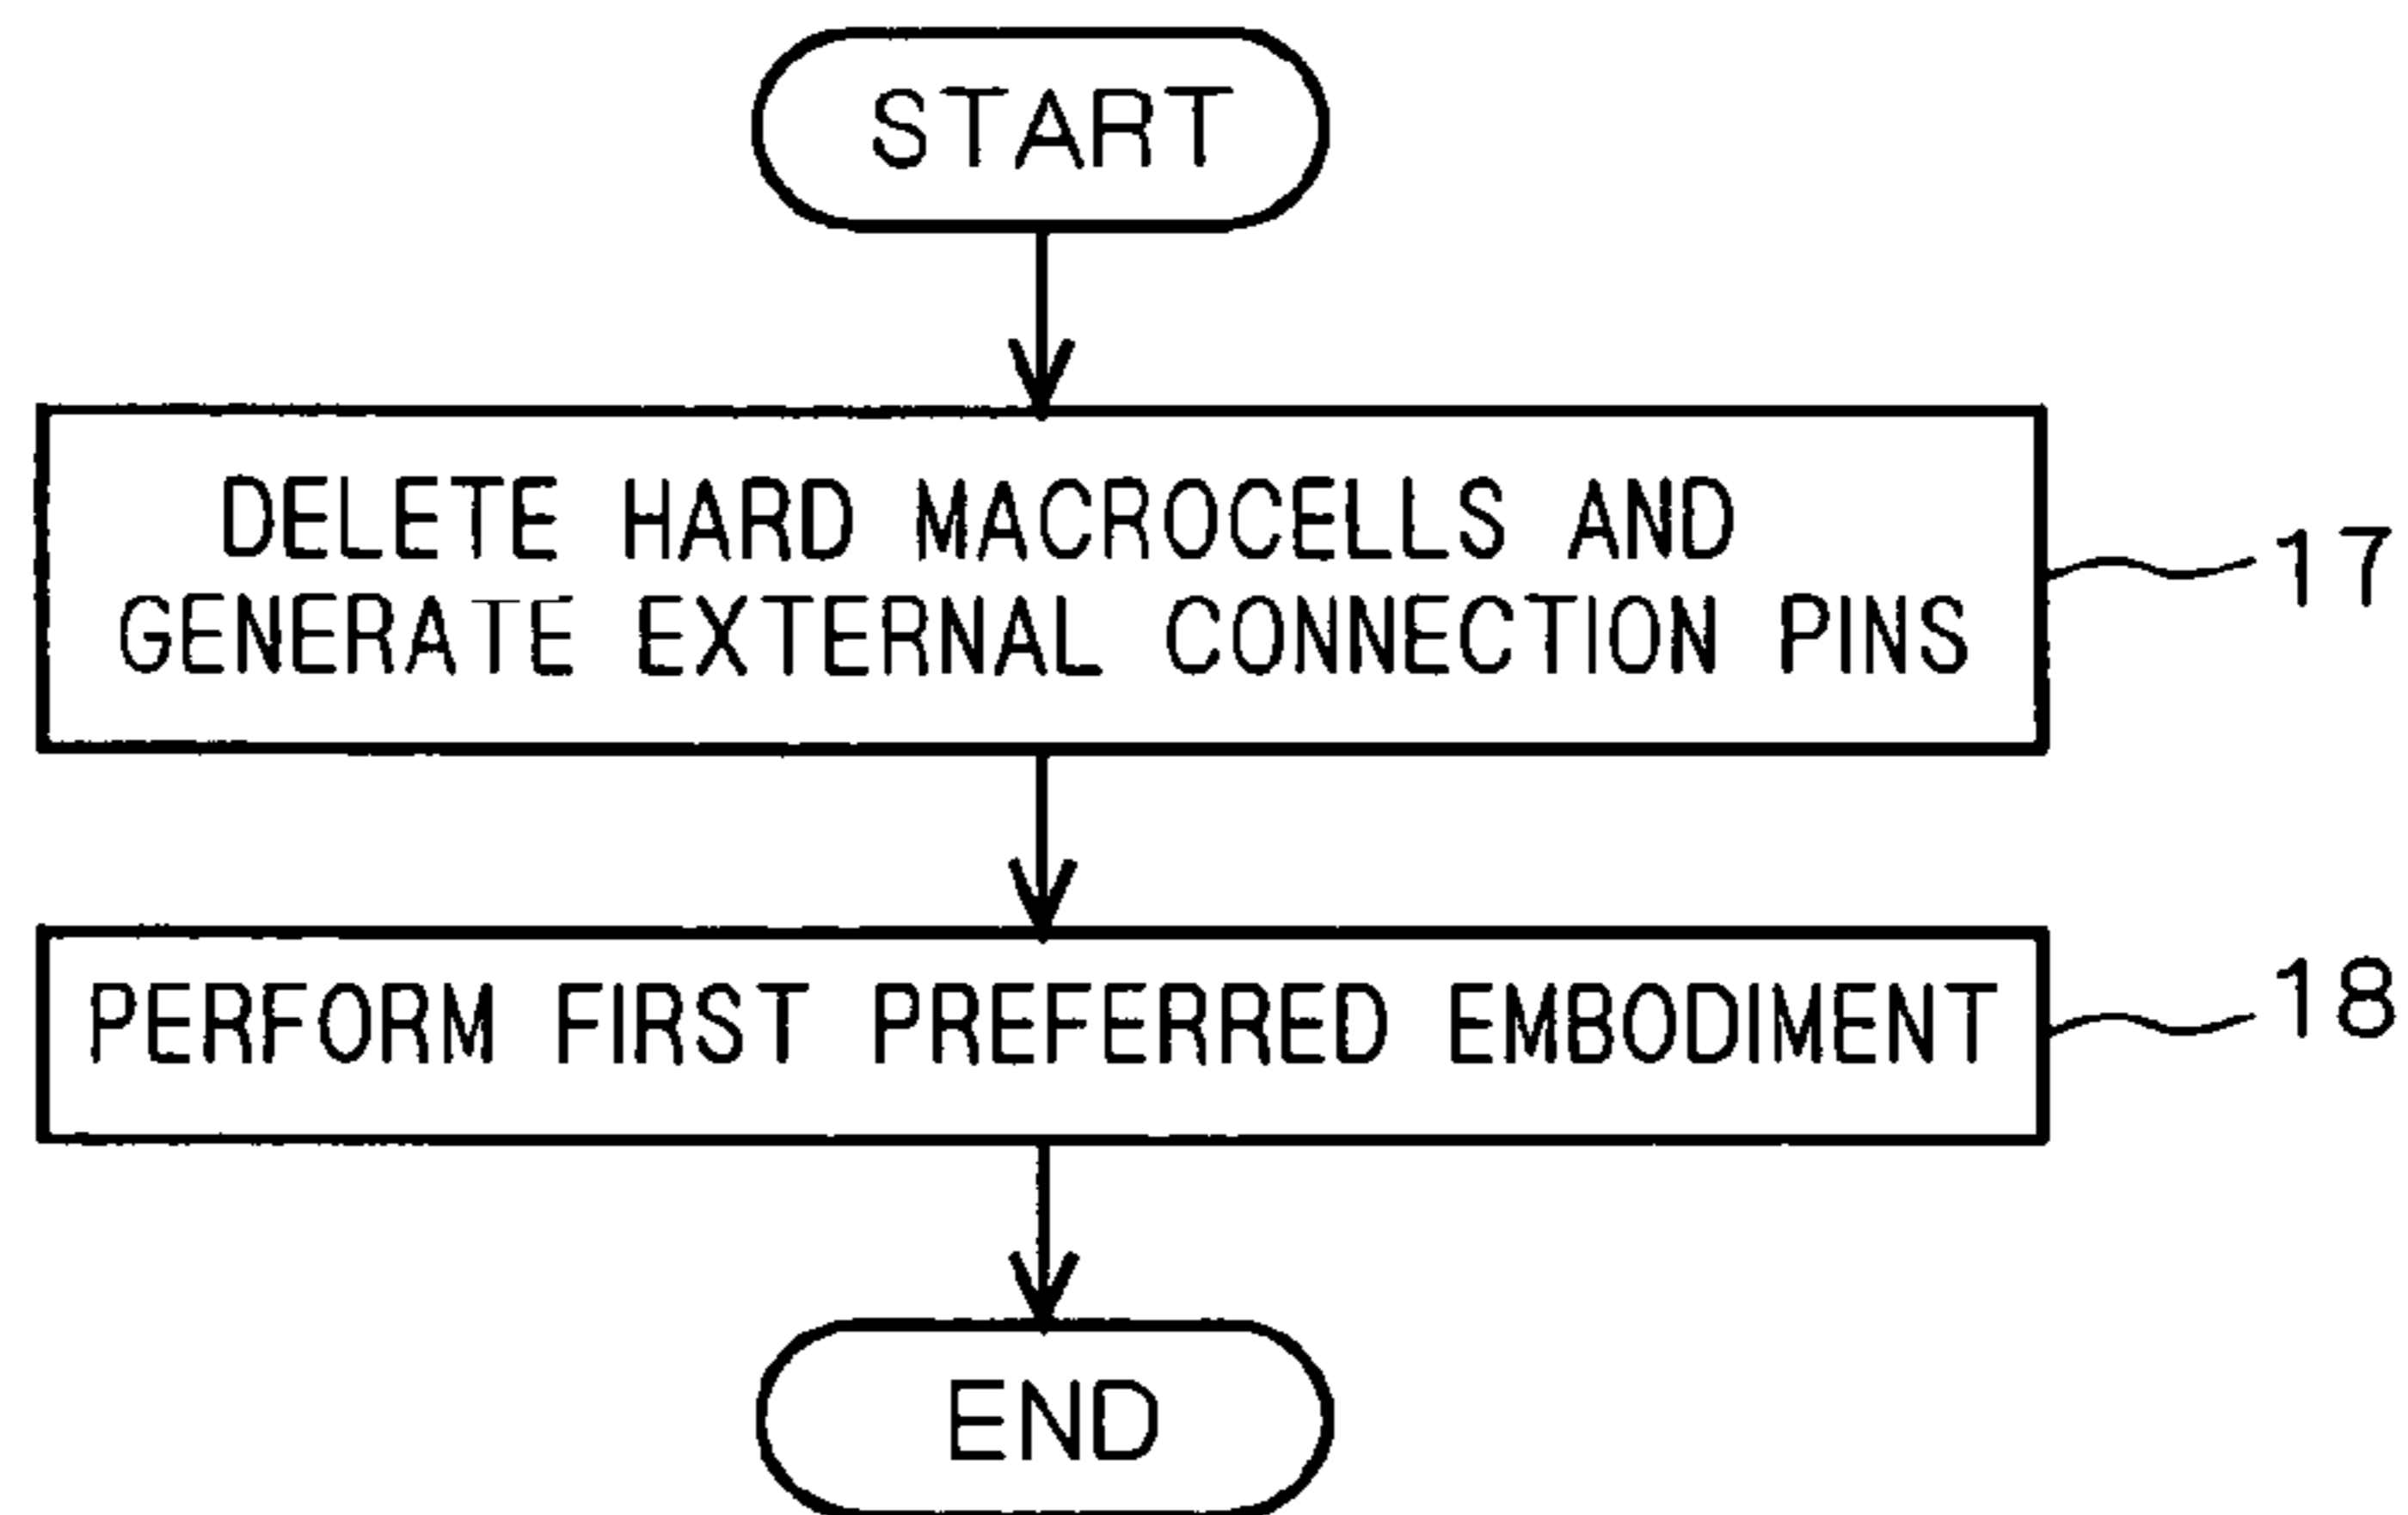 START
DELETE HARD MACROCELLS AND
GENERATE EXTERNAL CONNECTION PINS
17
PERFORM FIRST PREFERRED EMBODIMENT
18
END